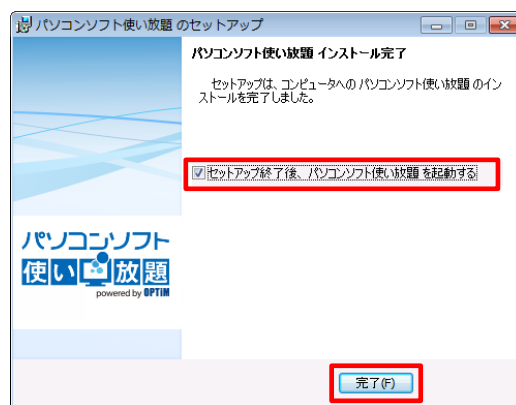 パソコンソフト使い放題 のセットアップ
パソコンソフト使い放題 インストール完了
セットアップは、コンピュータへの パソコンソフト使い放題 のイン
ストールを完了しました。
セットアップ終了後、パソコンソフト使い放題 を起動する
パソコンソフト
使い放題
powered by OPTiM
完了(F)